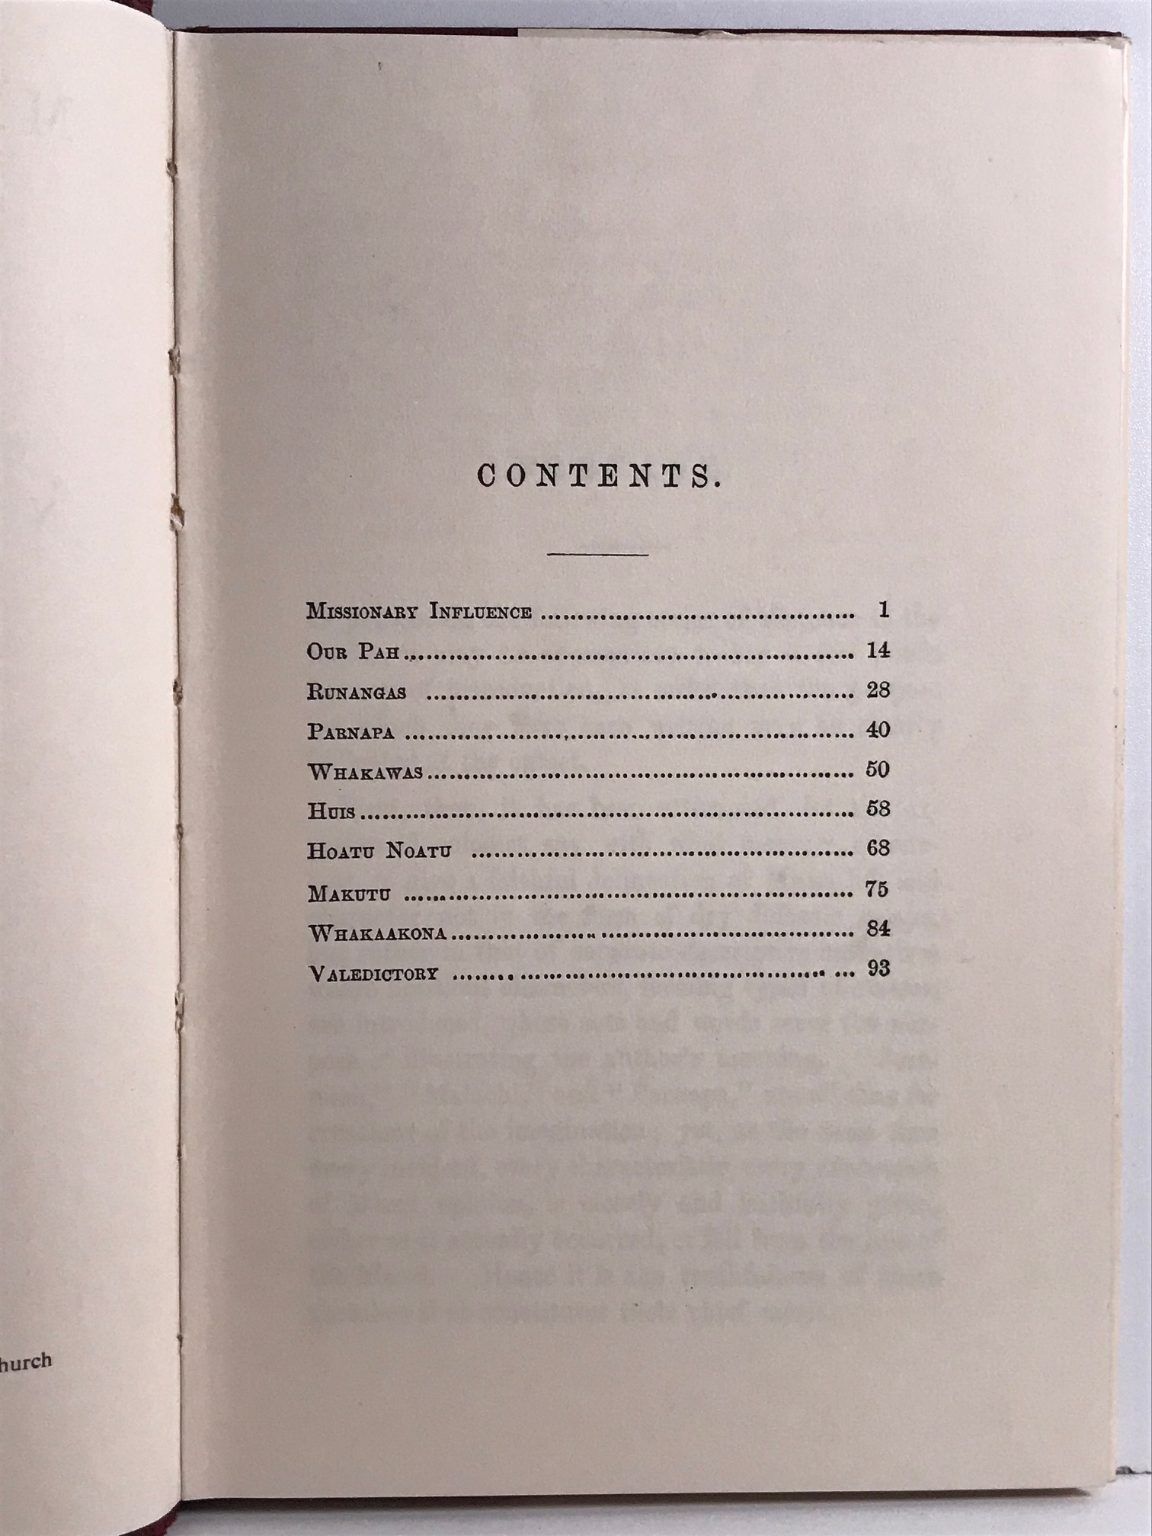 CONTENTS.
MISSIONARY INFLUENCE ........................................ 1
OUR PAH ........................................ 14
RUNANGAS ........................................ 28
PARNAPA ........................................ 40
WHAKAWAS ........................................ 50
HUIS ........................................ 58
HOATU NOATU ........................................ 68
MAKUTU ........................................ 75
WHAKAAKONA ........................................ 84
VALEDICTORY ........................................ 93
hurch